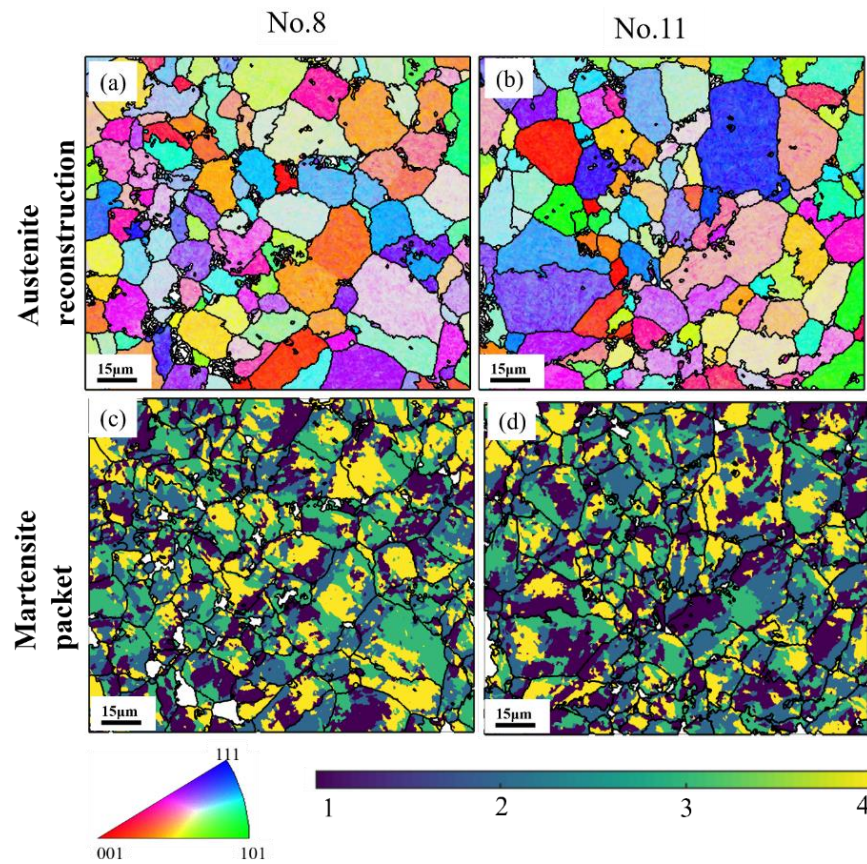 No.8
No.11
Austenite
reconstruction
(a)
(b)
15μm
15μm
Martensite
packet
(c)
(d)
15μm
15μm
111
001
101
1
2
3
4